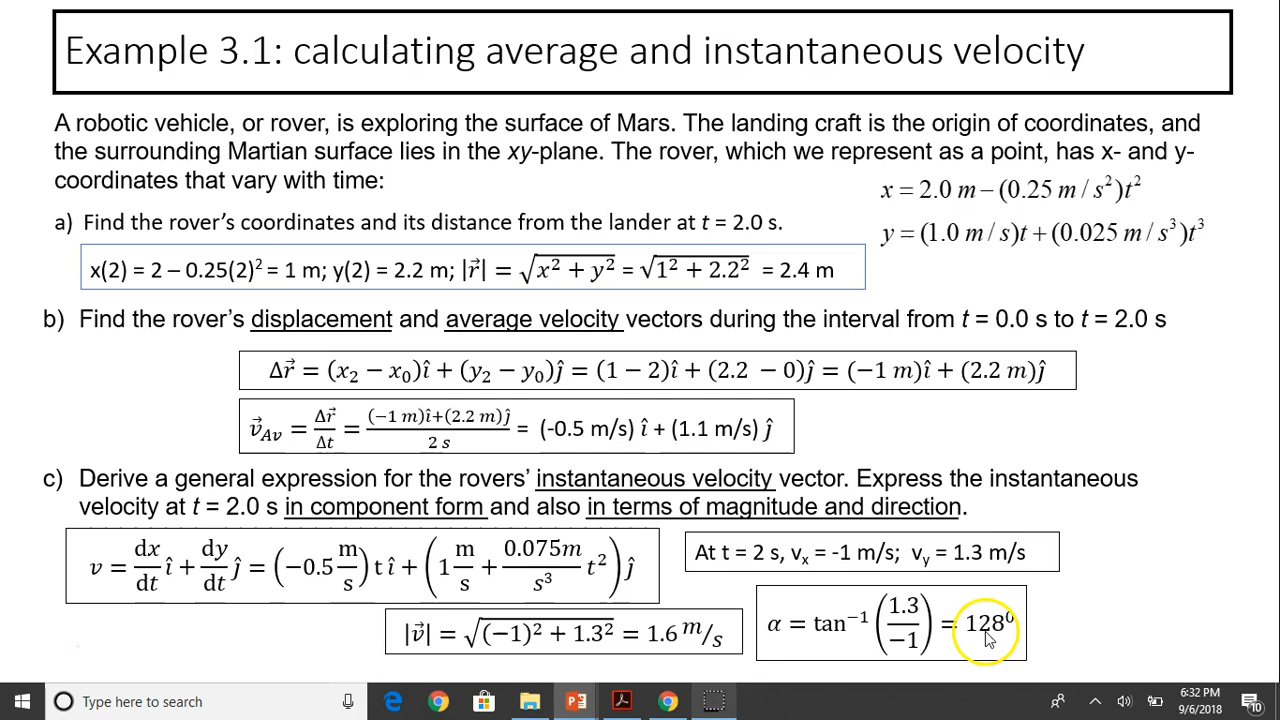 Example 3.1: calculating average and instantaneous velocity
A robotic vehicle, or rover, is exploring the surface of Mars. The landing craft is the origin of coordinates, and
the surrounding Martian surface lies in the xy-plane. The rover, which we represent as a point, has x- and y-
coordinates that vary with time:
x = 2.0 m − (0.25 m / s²)t²
y = (1.0 m / s)t + (0.025 m / s³)t³
a) Find the rover’s coordinates and its distance from the lander at t = 2.0 s.
x(2) = 2 – 0.25(2)² = 1 m; y(2) = 2.2 m; |r⃗| = √(x² + y²) = √(1² + 2.2²) = 2.4 m
b) Find the rover’s displacement and average velocity vectors during the interval from t = 0.0 s to t = 2.0 s
Δr⃗ = (x₂ − x₀)î + (y₂ − y₀)ĵ = (1 − 2)î + (2.2 − 0)ĵ = (−1 m)î + (2.2 m)ĵ
v⃗_Av = Δr⃗/Δt = ((−1 m)î+(2.2 m)ĵ)/(2 s) = (-0.5 m/s) î + (1.1 m/s) ĵ
c) Derive a general expression for the rovers’ instantaneous velocity vector. Express the instantaneous
velocity at t = 2.0 s in component form and also in terms of magnitude and direction.
v = dx/dt î + dy/dt ĵ = (−0.5 m/s) t î + (1 m/s + 0.075m/s³ t²) ĵ
At t = 2 s, vₓ = -1 m/s; v_y = 1.3 m/s
|v⃗| = √((−1)² + 1.3²) = 1.6 m/s
α = tan⁻¹(1.3/−1) = 128⁰
Type here to search
6:32 PM
9/6/2018
10